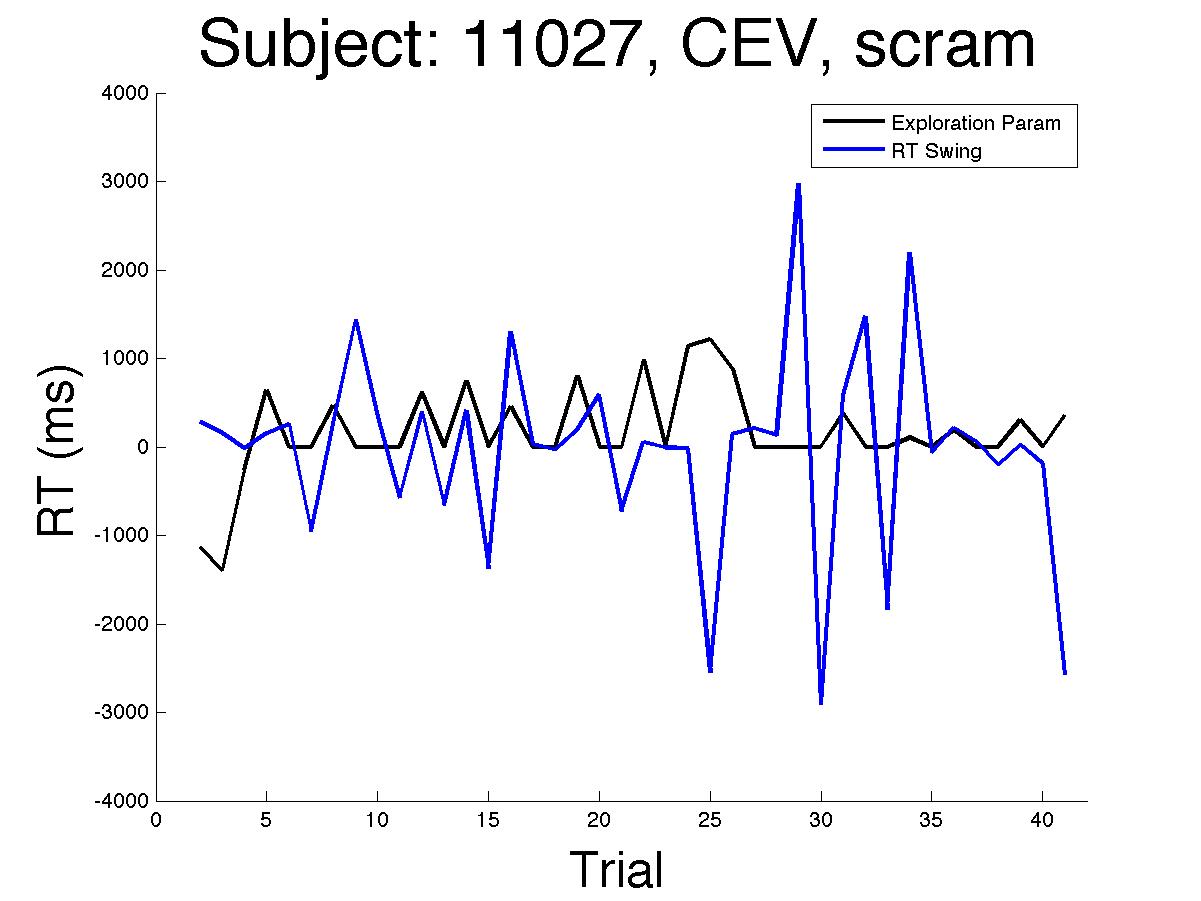 Subject: 11027, CEV, scram
4000
3000
2000
1000
0
-1000
-2000
-3000
-4000
RT (ms)
Exploration Param
RT Swing
0 5 10 15 20 25 30 35 40
Trial